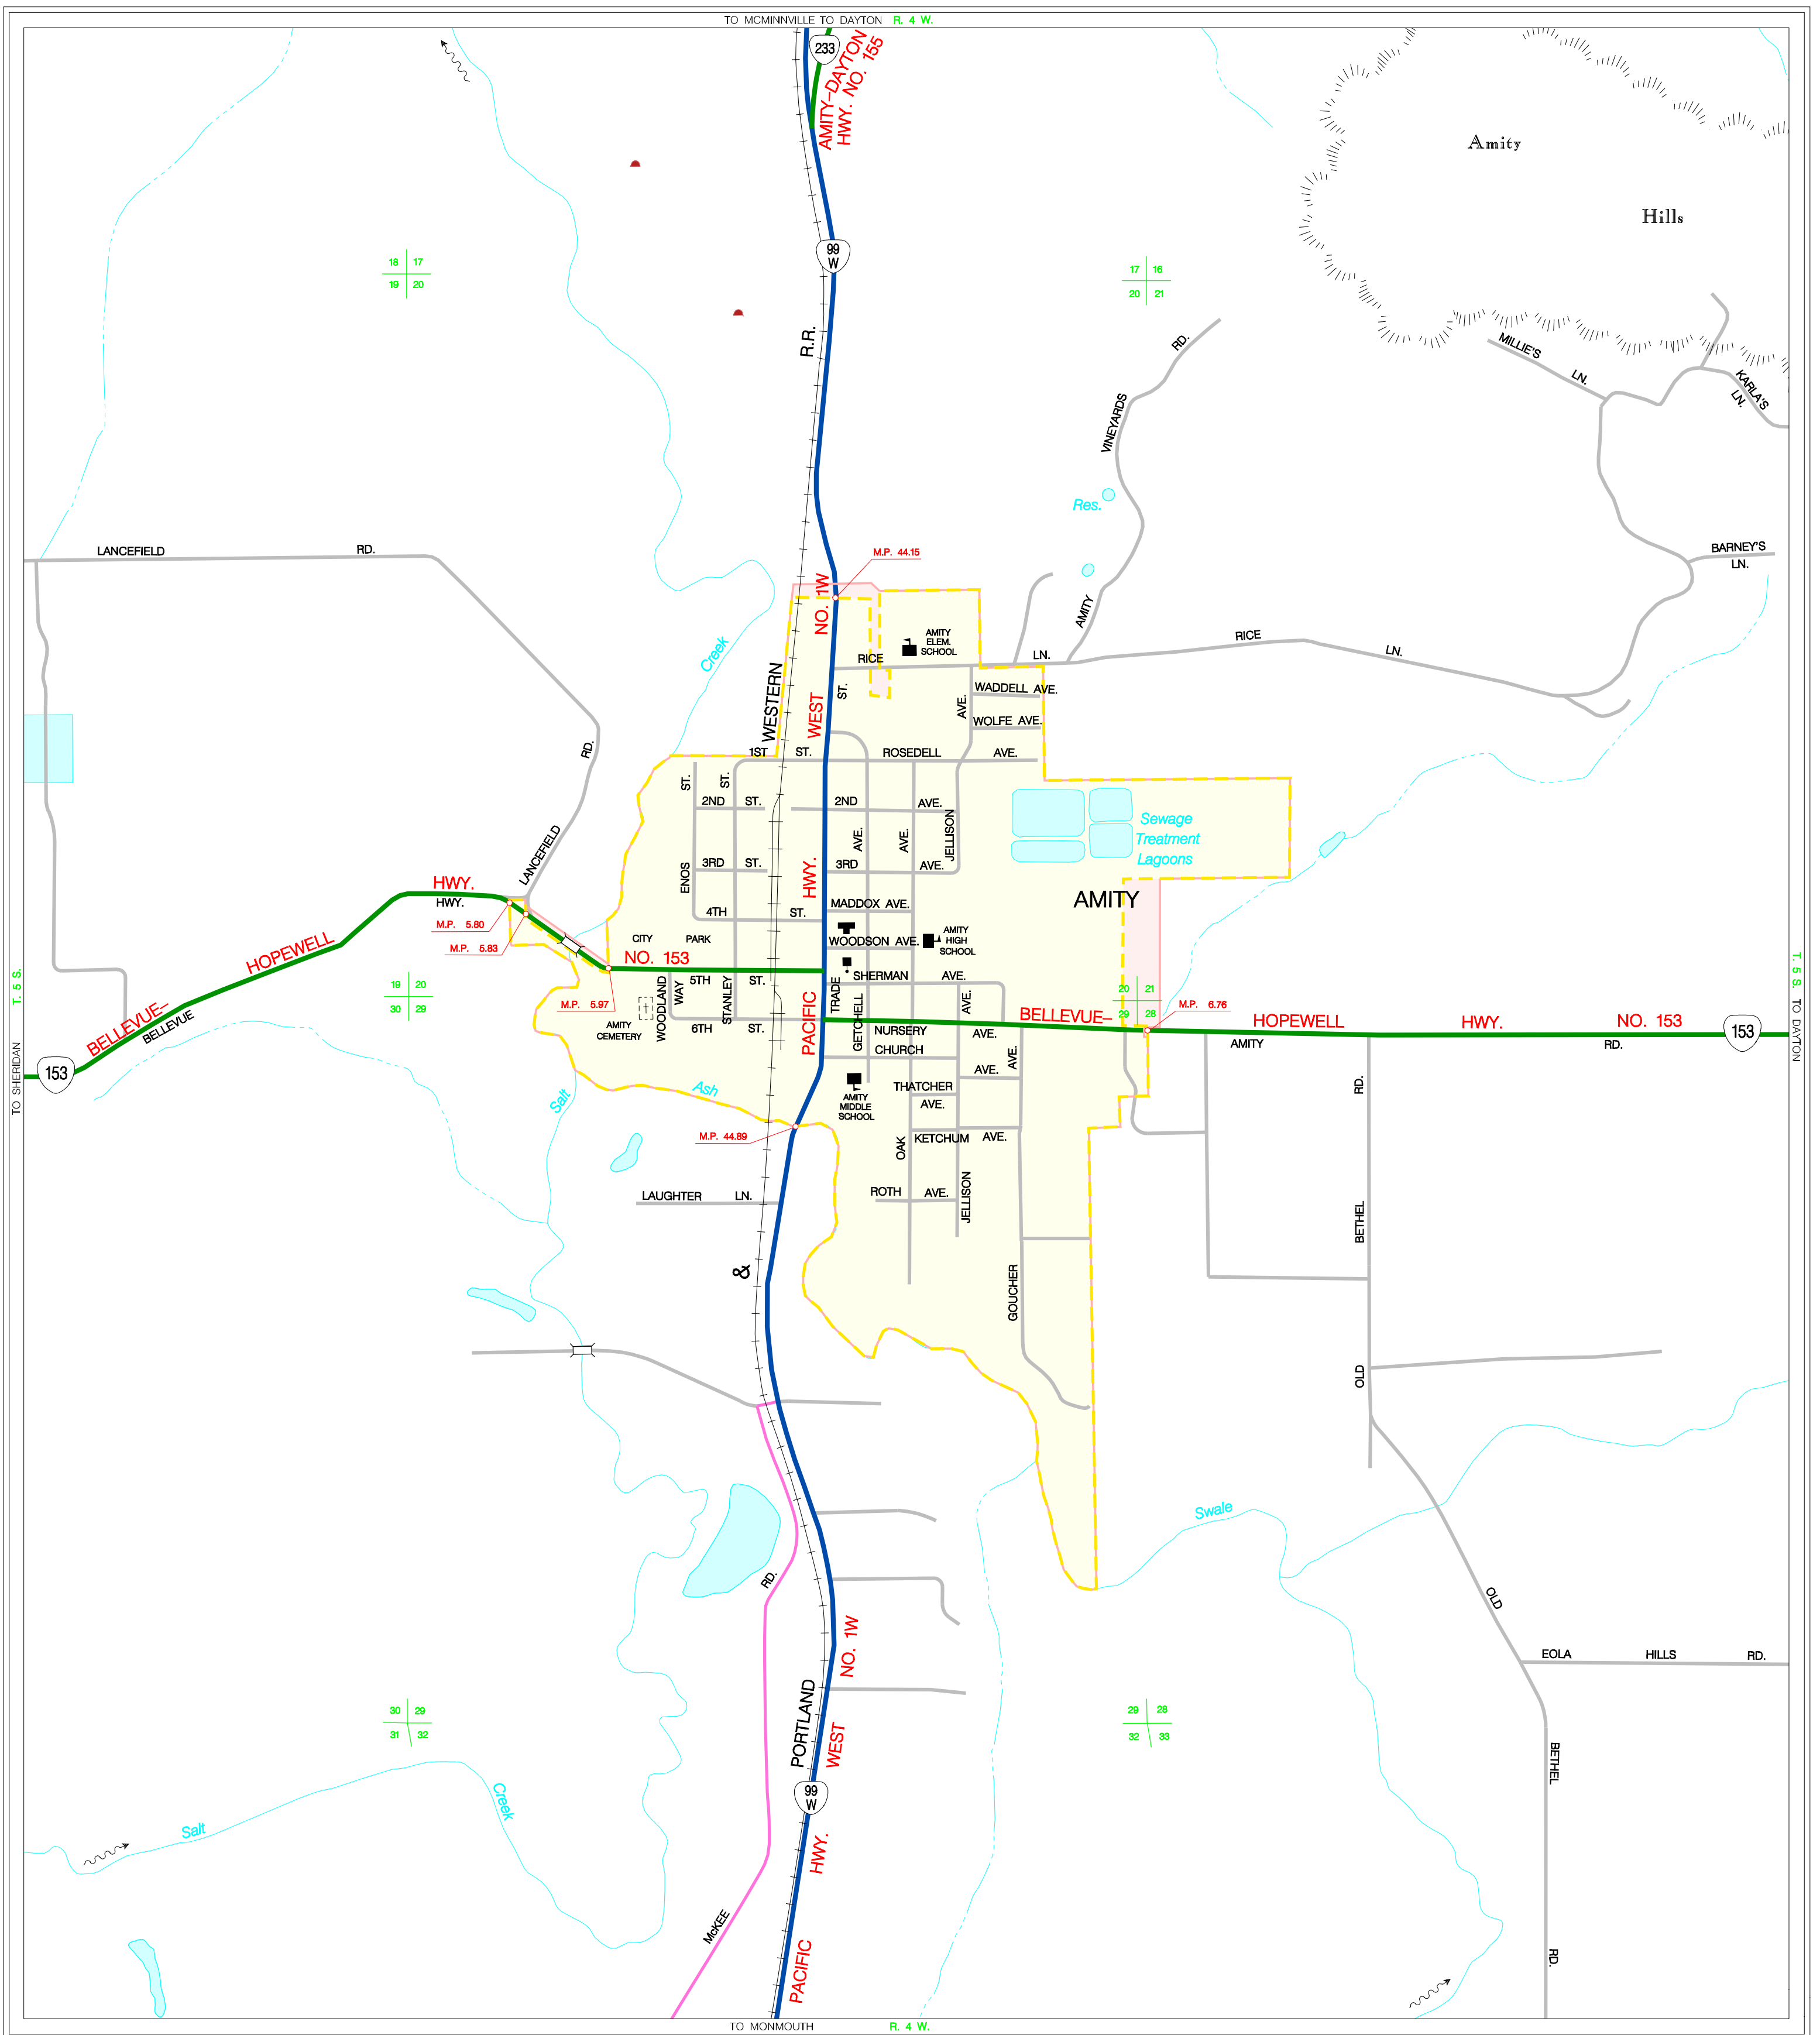 TO MCMINNVILLE TO DAYTON R. 4 W.
233
AMITY-DAYTON
HWY. NO. 155
Amity
Hills
99
W
18 17
19 20
17 16
20 21
R.R.
VINEYARDS RD.
MILLIE'S LN.
KARLA'S
LN.
Res.
LANCEFIELD RD.
M.P. 44.15
BARNEY'S
LN.
NO. 1W
AMITY
AMITY
ELEM.
SCHOOL
RICE LN.
RICE LN.
Creek
WESTERN
WEST
ST.
WADDELL AVE.
AVE.
WOLFE AVE.
RD.
1ST ST.
ROSEDELL AVE.
ST.
ST.
2ND ST.
2ND AVE.
AVE.
AVE.
JELLISON
Sewage
Treatment
Lagoons
LANCEFIELD
ENOS
3RD ST.
3RD AVE.
HWY.
HWY.
HWY.
AMITY
4TH ST.
MADDOX AVE.
M.P. 5.80
M.P. 5.83
CITY PARK
WOODSON AVE.
AMITY
HIGH
SCHOOL
HOPEWELL
NO. 153
T. 5 S.
TO SHERIDAN
T. 5 S.
TO DAYTON
19 20
30 29
5TH ST.
SHERMAN AVE.
WOODLAND
WAY
STANLEY
TRADE
GETCHELL
AVE.
20 21
29 28
M.P. 5.97
M.P. 6.76
BELLEVUE-
BELLEVUE
AMITY
CEMETERY
6TH ST.
PACIFIC
NURSERY AVE.
BELLEVUE-
HOPEWELL HWY. NO. 153
153
AMITY RD.
153
CHURCH
AVE.
AVE.
THATCHER
AVE.
AMITY
MIDDLE
SCHOOL
Ash
Salt
M.P. 44.89
OAK
KETCHUM AVE.
RD.
BETHEL
OLD
LAUGHTER LN.
ROTH AVE.
JELLISON
&
GOUCHER
Swale
RD.
OLD
NO. 1W
EOLA HILLS RD.
PORTLAND
WEST
30 29
31 32
29 28
32 33
BETHEL
99
W
Creek
Salt
HWY.
McKEE
PACIFIC
RD.
TO MONMOUTH R. 4 W.